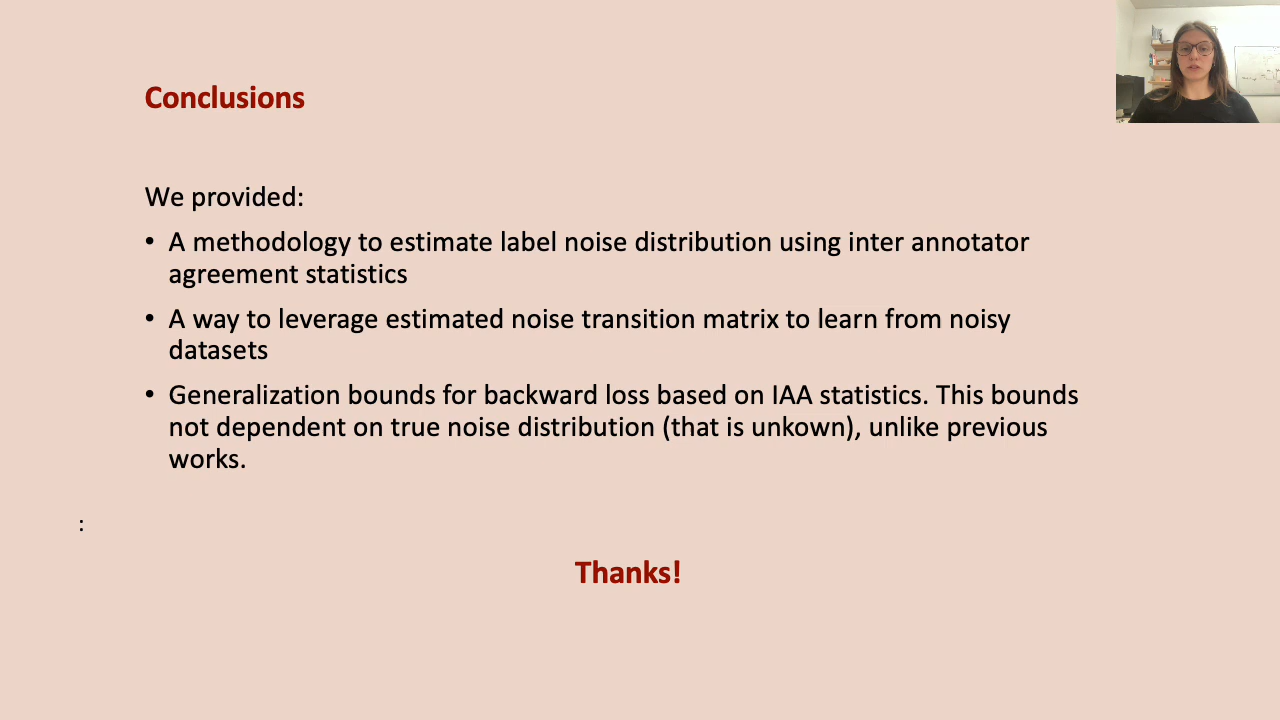 Conclusions
We provided:
• A methodology to estimate label noise distribution using inter annotator
agreement statistics
• A way to leverage estimated noise transition matrix to learn from noisy
datasets
• Generalization bounds for backward loss based on IAA statistics. This bounds
not dependent on true noise distribution (that is unkown), unlike previous
works.
:
Thanks!